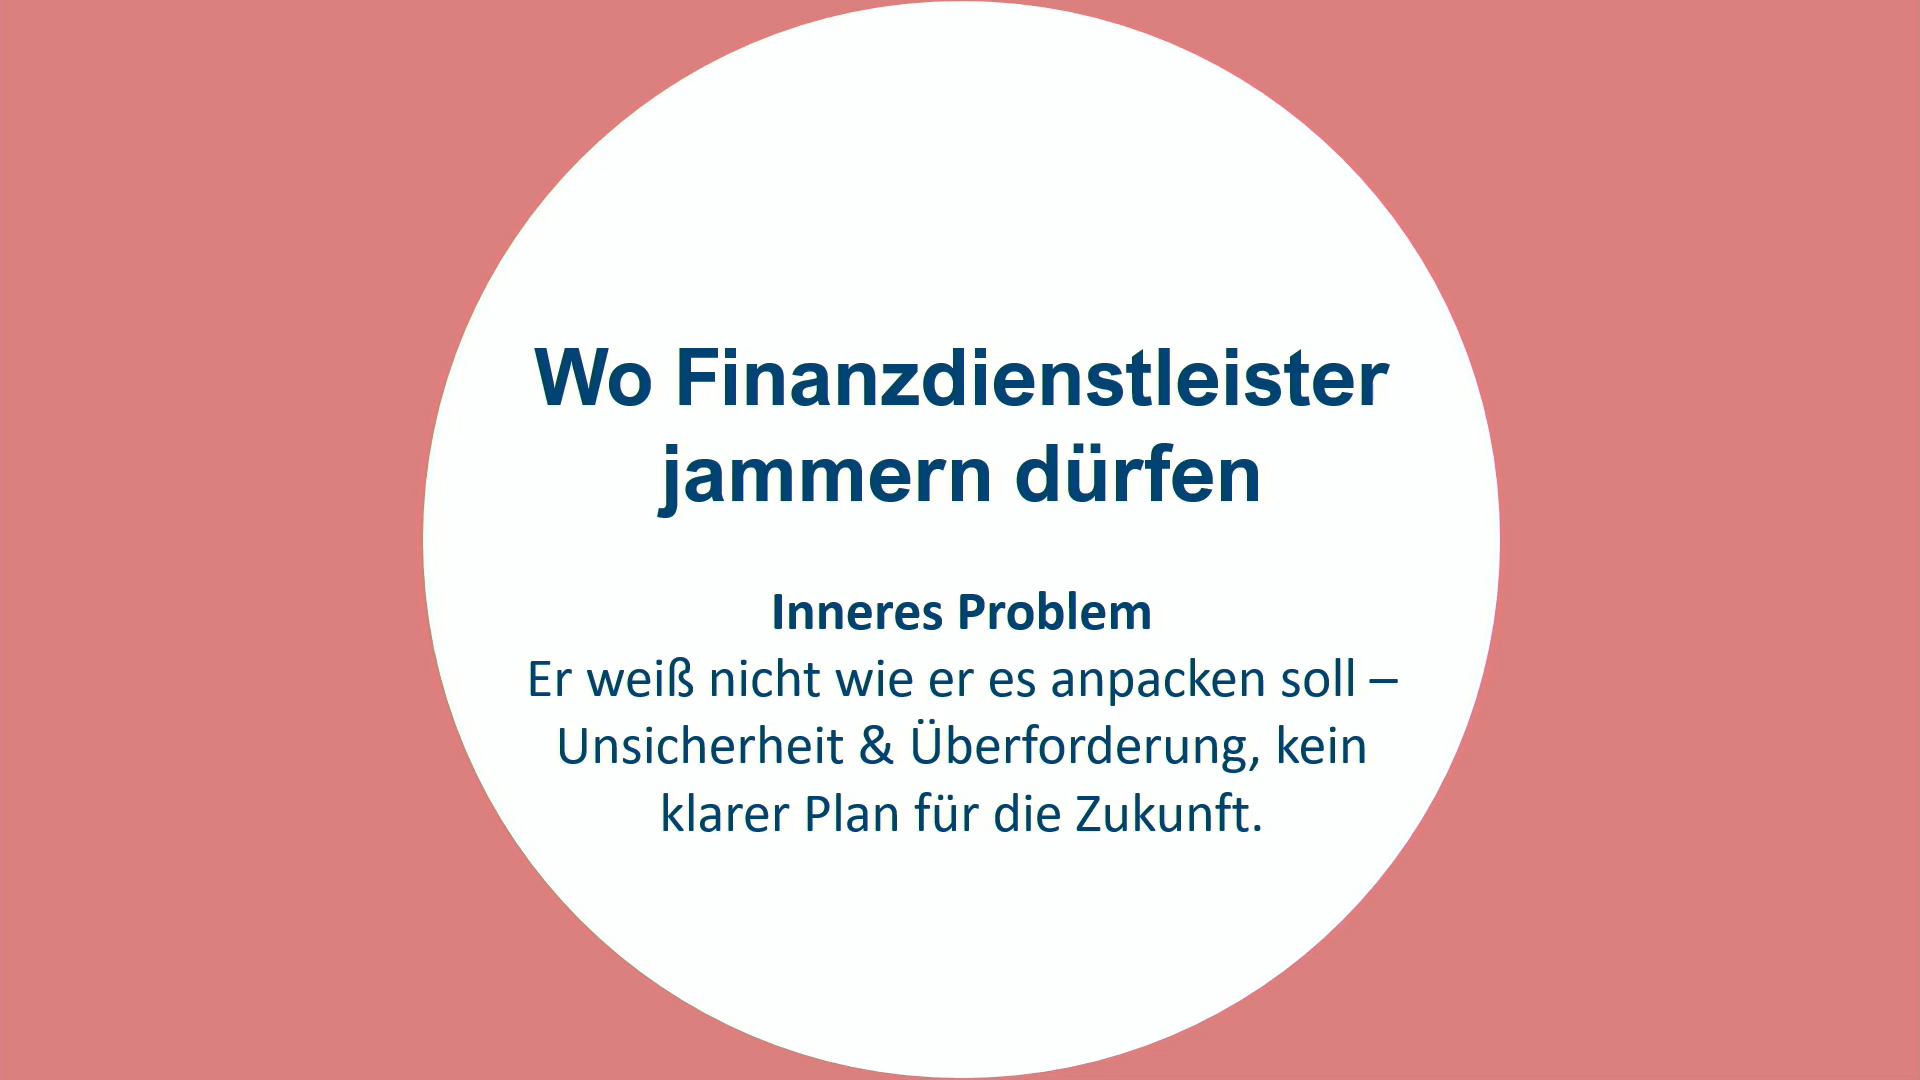 Wo Finanzdienstleister
jammern dürfen
Inneres Problem
Er weiß nicht wie er es anpacken soll –
Unsicherheit & Überforderung, kein
klarer Plan für die Zukunft.